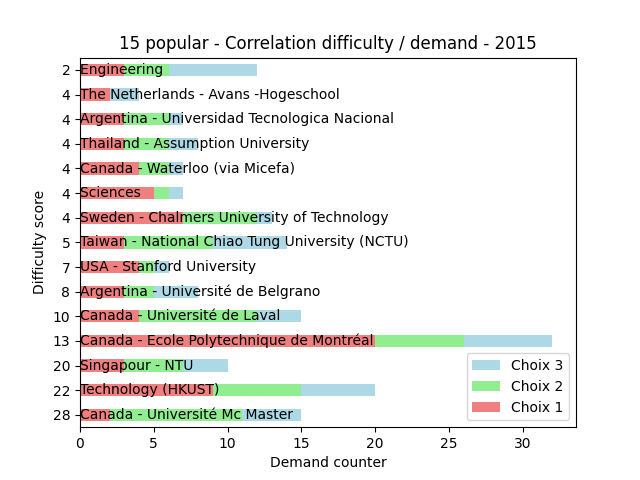 15 popular - Correlation difficulty / demand - 2015
2 Engineering
4 The Netherlands - Avans -Hogeschool
4 Argentina - Universidad Tecnologica Nacional
4 Thailand - Assumption University
4 Canada - Waterloo (via Micefa)
4 Sciences
4 Sweden - Chalmers University of Technology
5 Taiwan - National Chiao Tung University (NCTU)
7 USA - Stanford University
8 Argentina - Université de Belgrano
10 Canada - Université de Laval
13 Canada - Ecole Polytechnique de Montréal
20 Singapour - NTU
22 Technology (HKUST)
28 Canada - Université Mc Master
Difficulty score
Choix 3
Choix 2
Choix 1
0 5 10 15 20 25 30
Demand counter